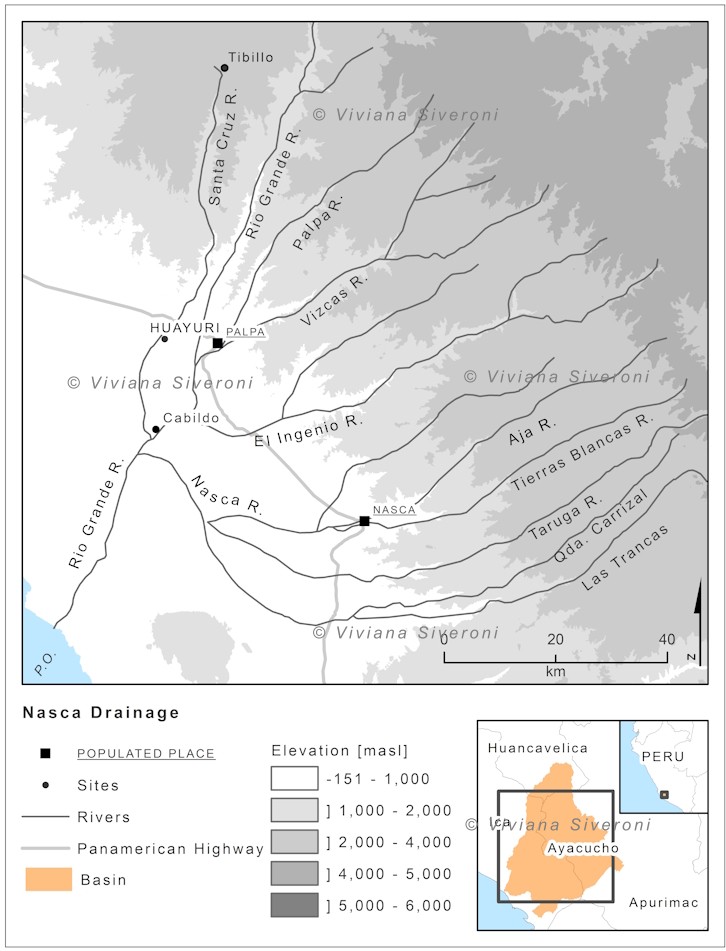 Tibillo
© Viviana Siveroni
Santa Cruz R.
Rio Grande R.
Palpa R.
Vizcas R.
HUAYURI
PALPA
© Viviana Siveroni
© Viviana Siveroni
Cabildo
El Ingenio R.
Aja R.
Tierras Blancas R.
Rio Grande R.
Nasca R.
NASCA
Taruga R.
Qda. Carrizal
Las Trancas
© Viviana Siveroni
P.O.
0 20 40
km
N
Nasca Drainage
POPULATED PLACE
Sites
Rivers
Panamerican Highway
Basin
Elevation [masl]
-151 - 1,000
] 1,000 - 2,000
] 2,000 - 4,000
] 4,000 - 5,000
] 5,000 - 6,000
Huancavelica
PERU
Ica
© Viviana Siveroni
Ayacucho
Apurimac